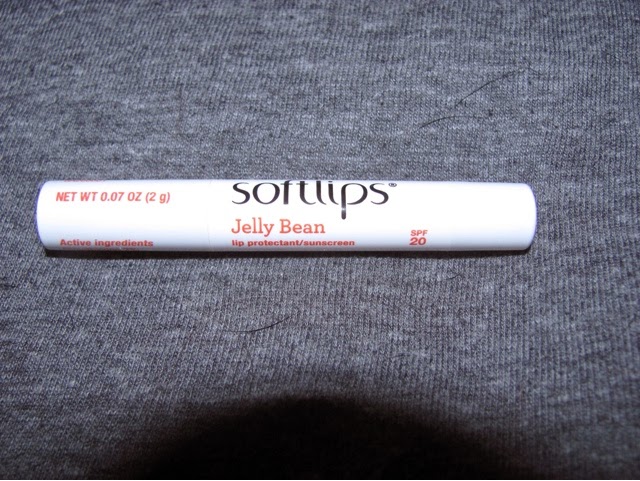 NET WT 0.07 OZ (2 g)
Active ingredients
softlips®
Jelly Bean
lip protectant/sunscreen
SPF
20